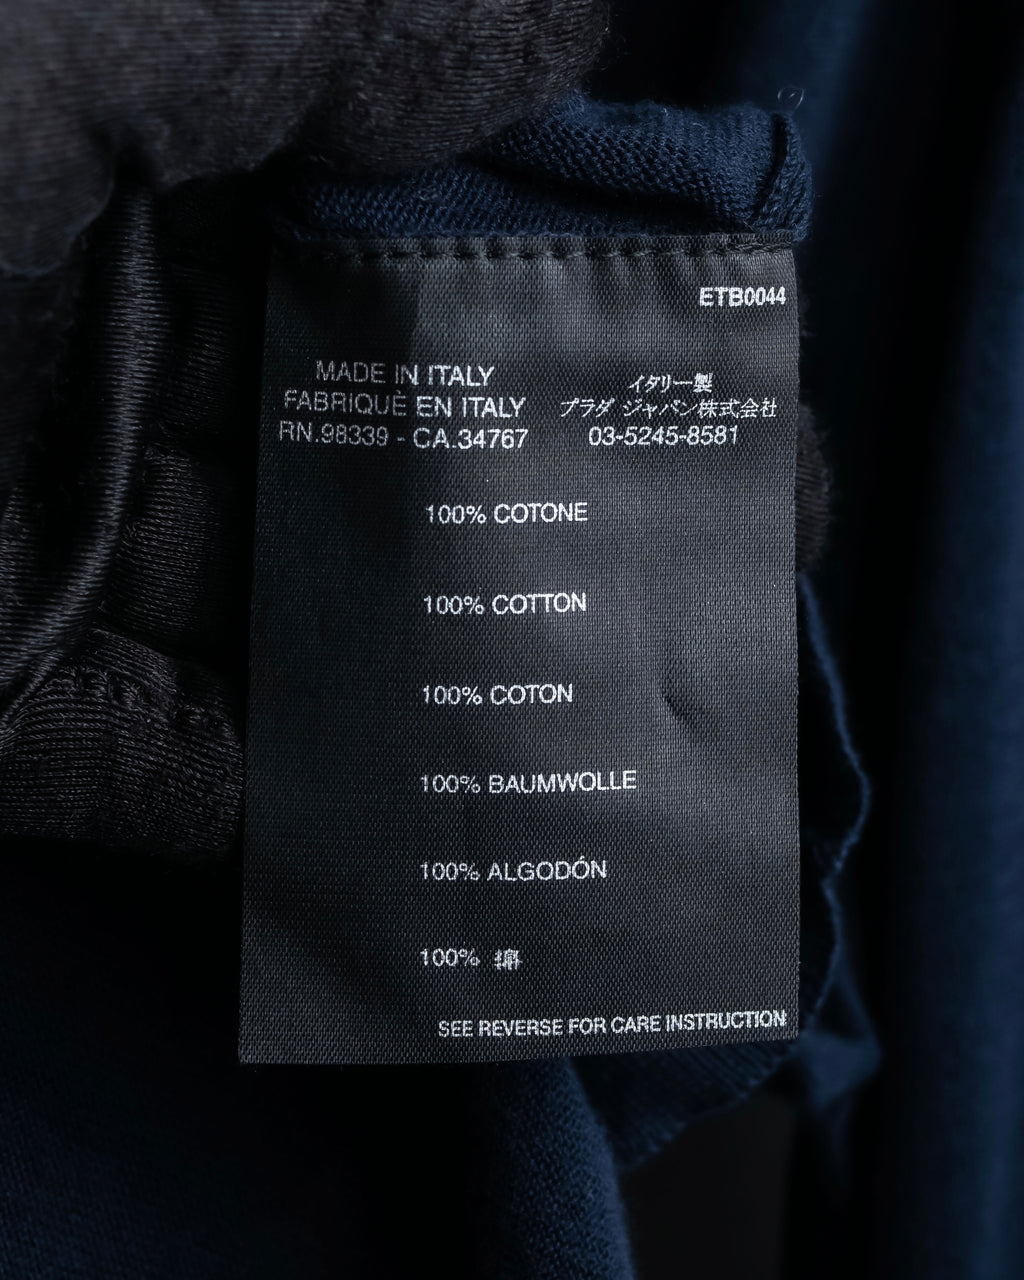 ETB0044
MADE IN ITALY
FABRIQUÈ EN ITALY
RN.98339 - CA.34767
イタリー製
プラダ ジャパン株式会社
03-5245-8581
100% COTONE
100% COTTON
100% COTON
100% BAUMWOLLE
100% ALGODÓN
100% 綿
SEE REVERSE FOR CARE INSTRUCTION